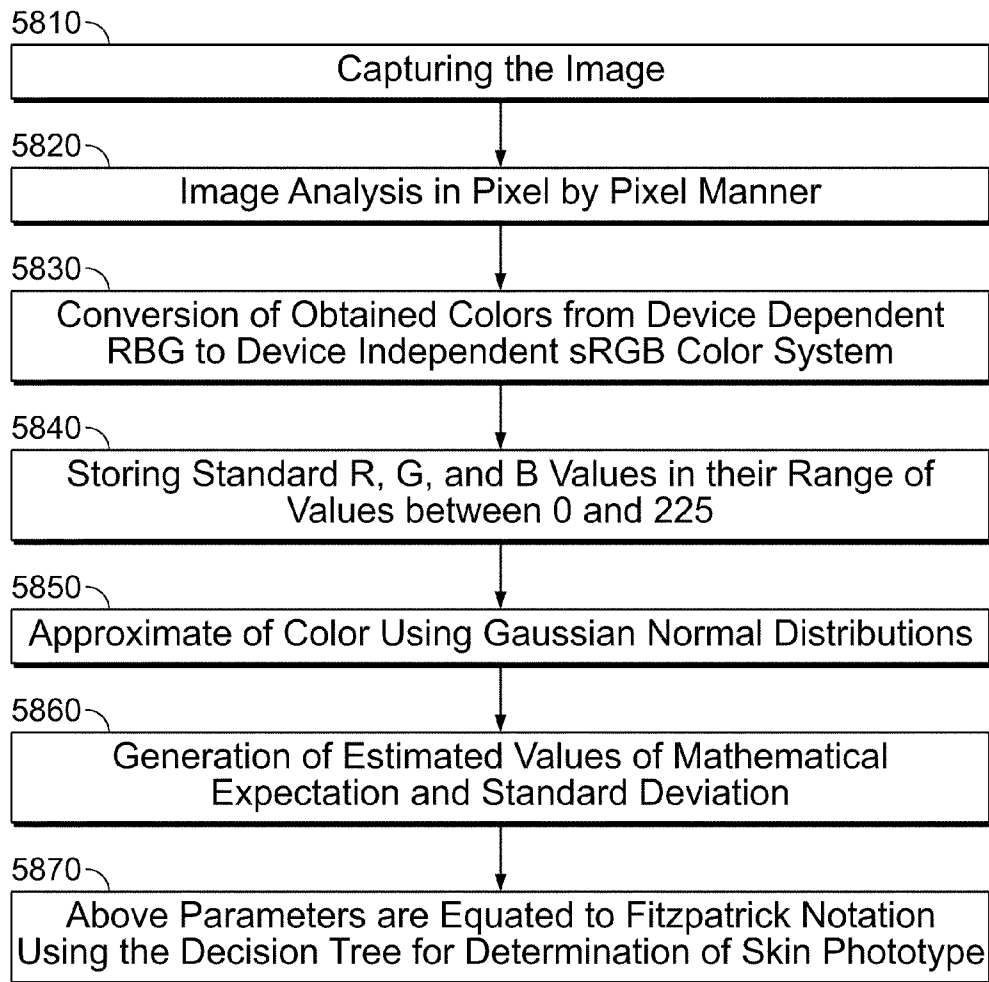 5810
Capturing the Image
5820
Image Analysis in Pixel by Pixel Manner
5830
Conversion of Obtained Colors from Device Dependent
RBG to Device Independent sRGB Color System
5840
Storing Standard R, G, and B Values in their Range of
Values between 0 and 225
5850
Approximate of Color Using Gaussian Normal Distributions
5860
Generation of Estimated Values of Mathematical
Expectation and Standard Deviation
5870
Above Parameters are Equated to Fitzpatrick Notation
Using the Decision Tree for Determination of Skin Phototype